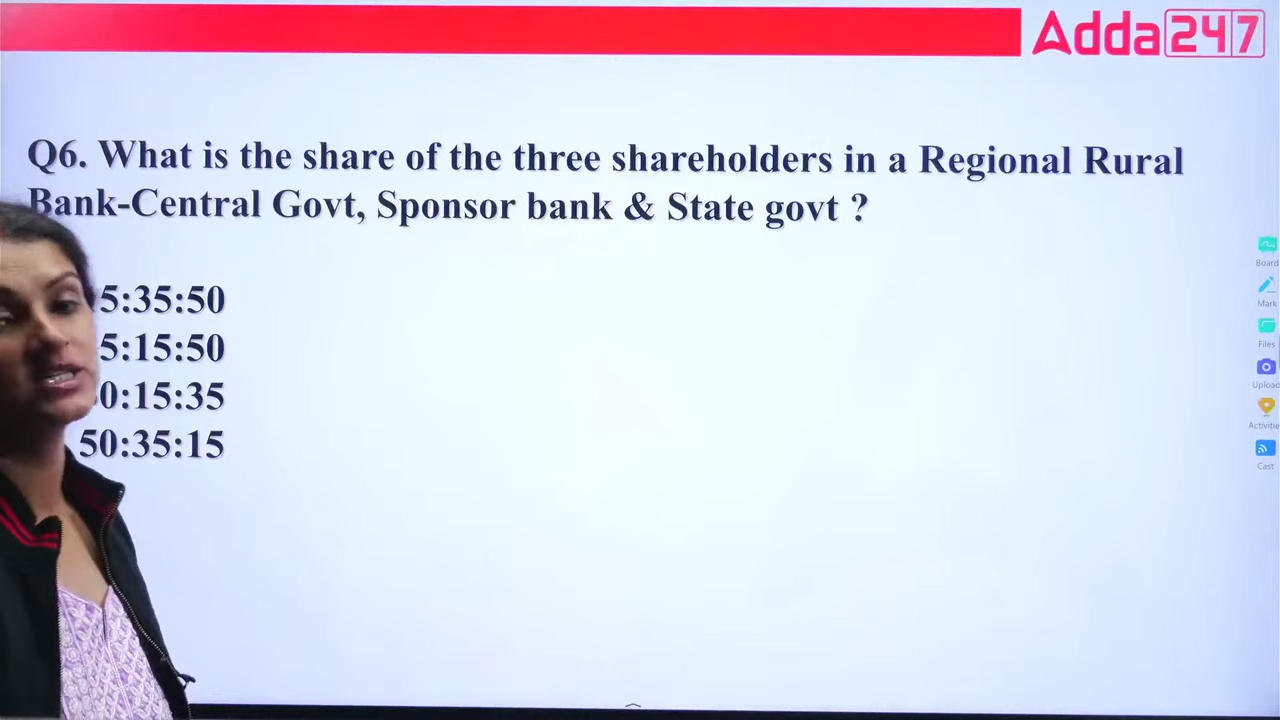 Adda247
Q6. What is the share of the three shareholders in a Regional Rural
Bank-Central Govt, Sponsor bank & State govt ?
5:35:50
5:15:50
0:15:35
50:35:15
Board
Mark
Files
Upload
Activitie
Cast